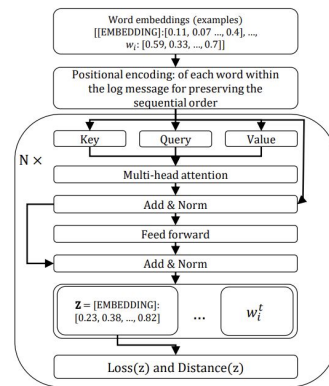 Word embeddings (examples)
[[EMBEDDING]:[0.11, 0.07 ..., 0.4], ...,
wᵢ: [0.59, 0.33, ..., 0.7]]
Positional encoding: of each word within
the log message for preserving the
sequential order
Key Query Value
N ×
Multi-head attention
Add & Norm
Feed forward
Add & Norm
Z = [EMBEDDING]:
[0.23, 0.38, ..., 0.82]
... wᵢᵗ
Loss(z) and Distance(z)